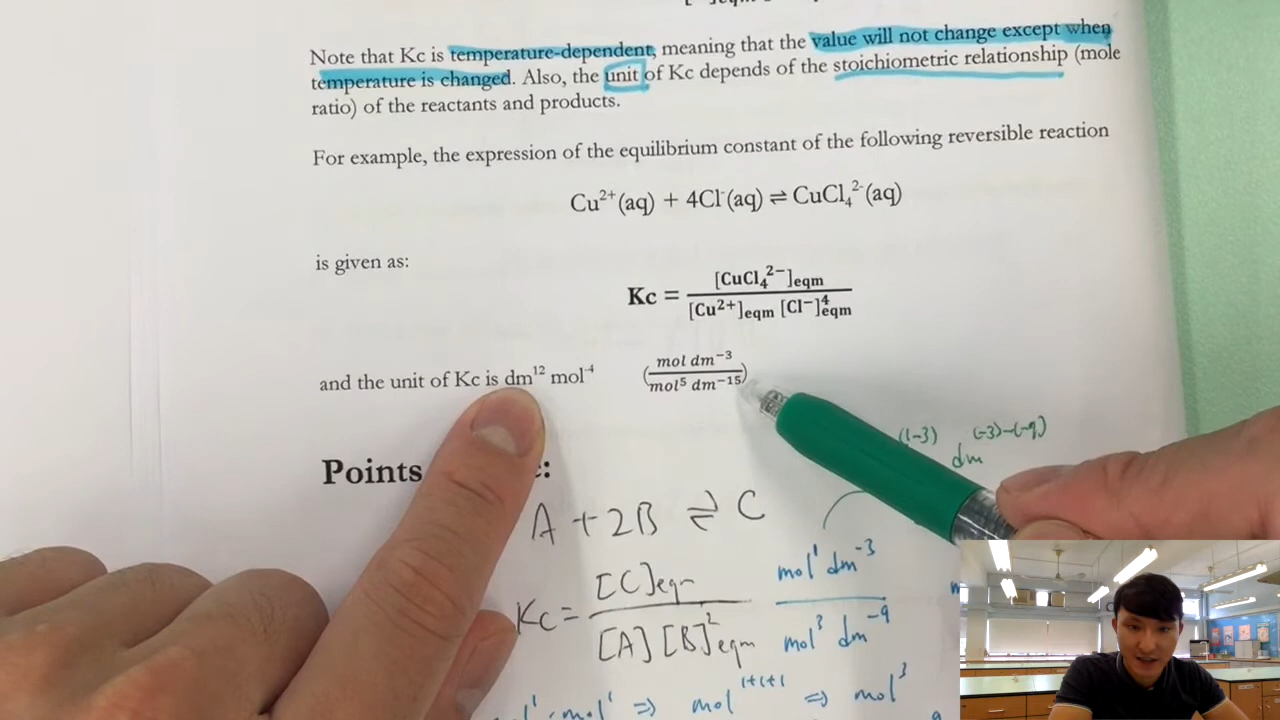 Note that Kc is temperature-dependent, meaning that the value will not change except when
temperature is changed. Also, the unit of Kc depends of the stoichiometric relationship (mole
ratio) of the reactants and products.
For example, the expression of the equilibrium constant of the following reversible reaction
Cu²⁺(aq) + 4Cl⁻(aq) ⇌ CuCl₄²⁻(aq)
is given as:
Kc = [CuCl₄²⁻]eqm / [Cu²⁺]eqm [Cl⁻]⁴eqm
and the unit of Kc is dm¹² mol⁻⁴ (mol dm⁻³ / mol⁵ dm⁻¹⁵)
(1-3) dm (-3)-(-9)
Points
A + 2B ⇌ C
Kc = [C]eqm / [A][B]²eqm mol¹ dm⁻³ / mol³ dm⁻⁹
mol¹ ⇒ mol¹⁺¹⁺¹ ⇒ mol³